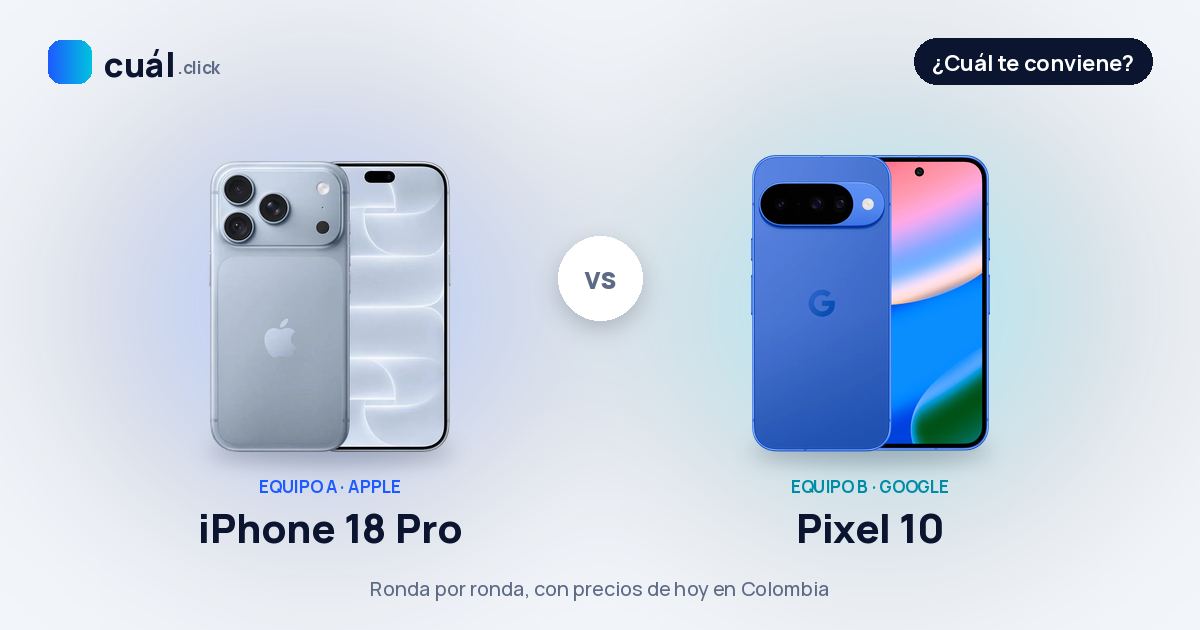 cuál.click
¿Cuál te conviene?
vs
EQUIPO A · APPLE
iPhone 18 Pro
EQUIPO B · GOOGLE
Pixel 10
Ronda por ronda, con precios de hoy en Colombia